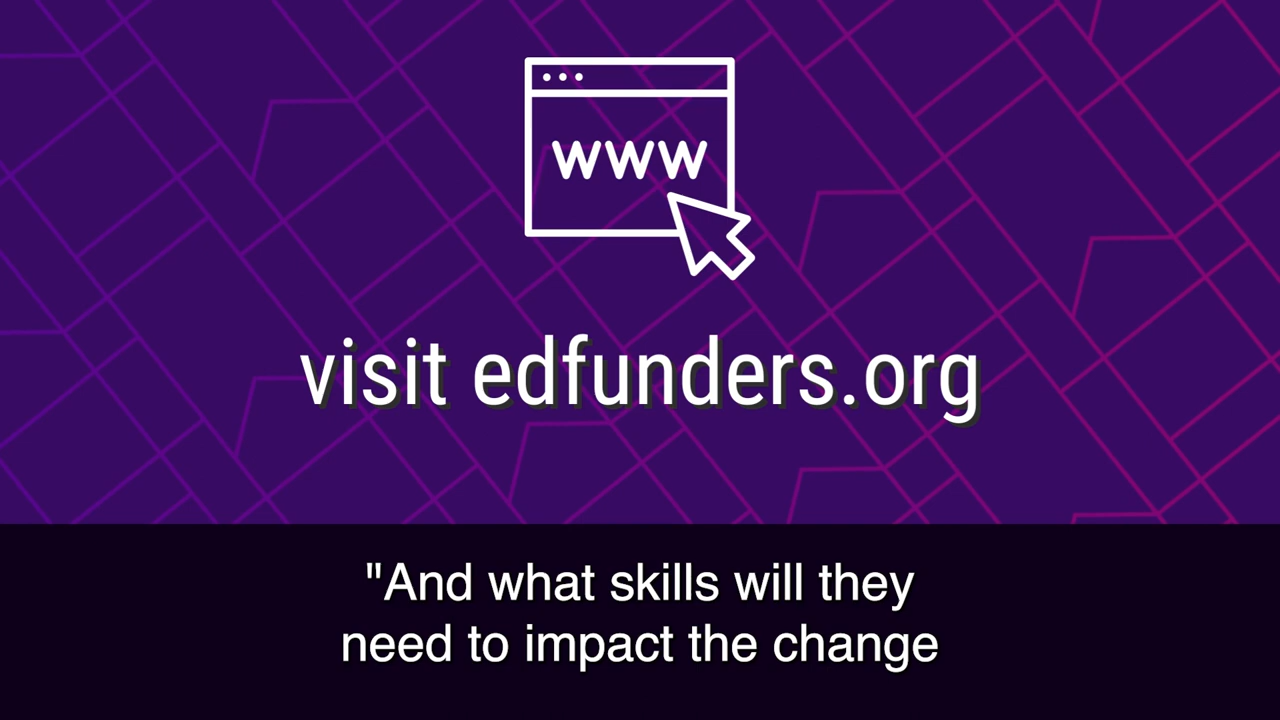 www
visit edfunders.org
"And what skills will they
need to impact the change